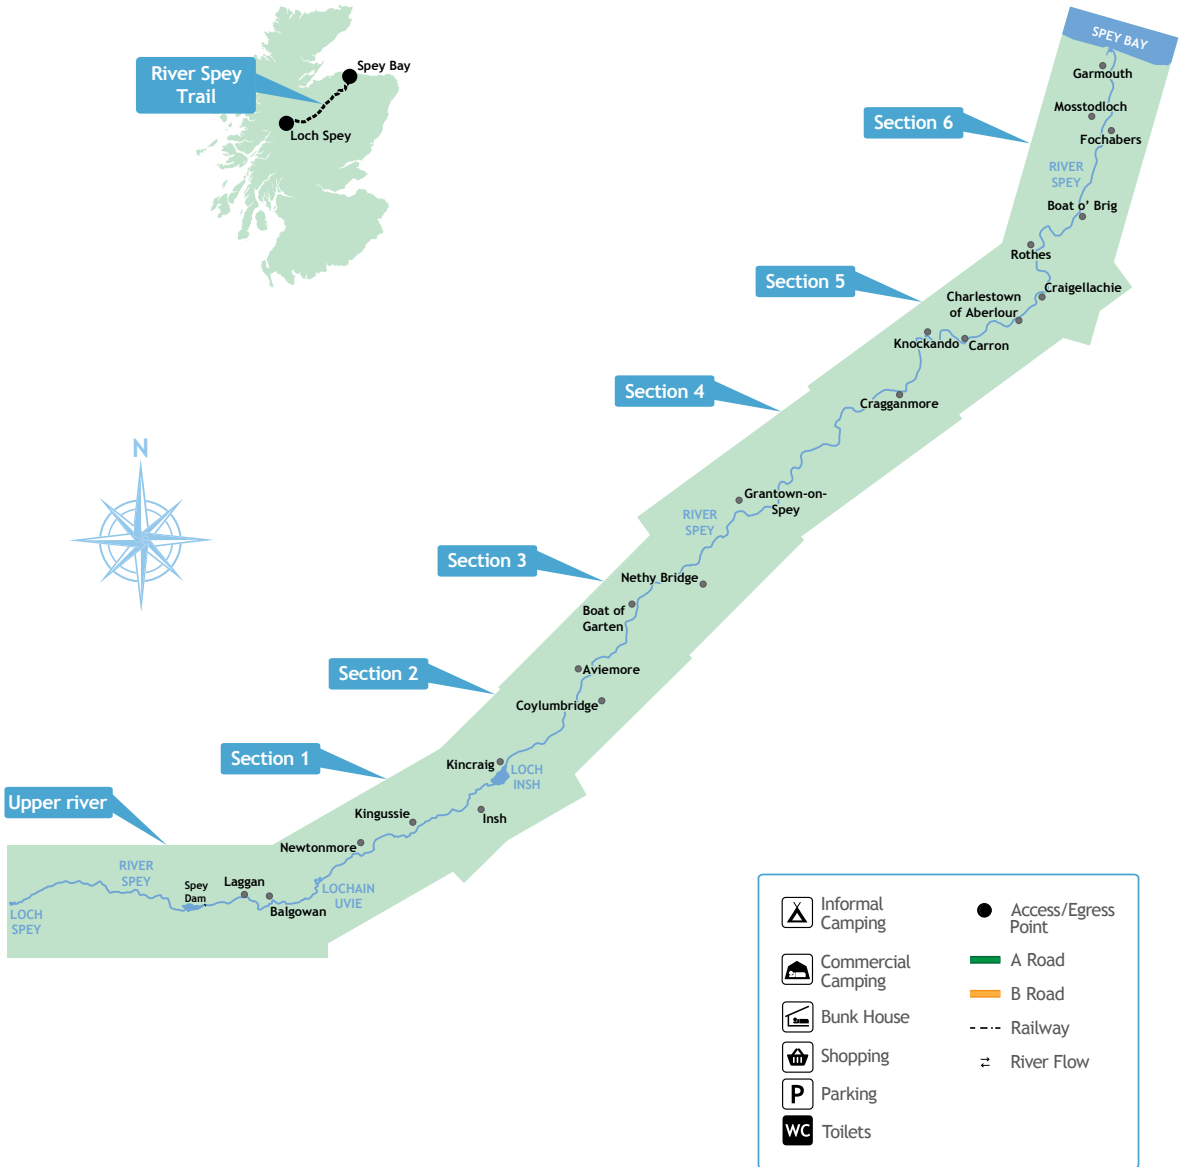 SPEY BAY
River Spey
Trail
Spey Bay
Loch Spey
Garmouth
Mosstodloch
Fochabers
Section 6
RIVER
SPEY
Boat o’ Brig
Rothes
Section 5
Craigellachie
Charlestown
of Aberlour
Knockando
Carron
Section 4
Cragganmore
N
Grantown-on-
Spey
RIVER
SPEY
Section 3
Nethy Bridge
Boat of
Garten
Section 2
Aviemore
Coylumbridge
Section 1
Kincraig
LOCH
INSH
Upper river
Kingussie
Insh
Newtonmore
RIVER
SPEY
Spey
Dam
Laggan
LOCHAIN
UVIE
Balgowan
LOCH
SPEY
Informal
Camping
Commercial
Camping
Bunk House
Shopping
P
Parking
WC
Toilets
Access/Egress
Point
A Road
B Road
Railway
River Flow